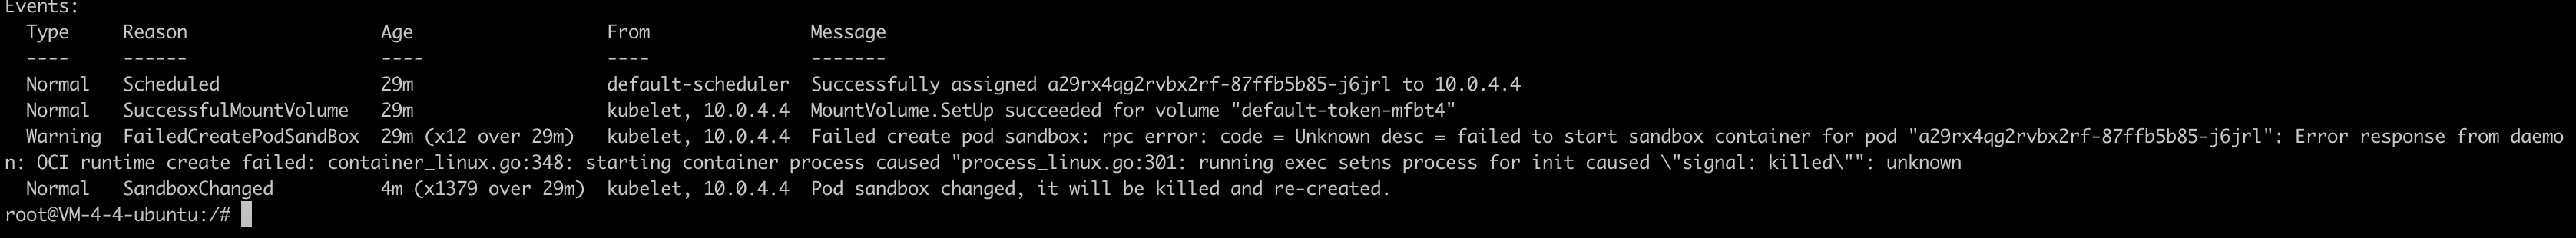 Events:
Type Reason Age From Message
---- ------ ---- ---- -------
Normal Scheduled 29m default-scheduler Successfully assigned a29rx4qg2rvbx2rf-87ffb5b85-j6jrl to 10.0.4.4
Normal SuccessfulMountVolume 29m kubelet, 10.0.4.4 MountVolume.SetUp succeeded for volume "default-token-mfbt4"
Warning FailedCreatePodSandBox 29m (x12 over 29m) kubelet, 10.0.4.4 Failed create pod sandbox: rpc error: code = Unknown desc = failed to start sandbox container for pod "a29rx4qg2rvbx2rf-87ffb5b85-j6jrl": Error response from daemo
n: OCI runtime create failed: container_linux.go:348: starting container process caused "process_linux.go:301: running exec setns process for init caused \"signal: killed\"": unknown
Normal SandboxChanged 4m (x1379 over 29m) kubelet, 10.0.4.4 Pod sandbox changed, it will be killed and re-created.
root@VM-4-4-ubuntu:/#